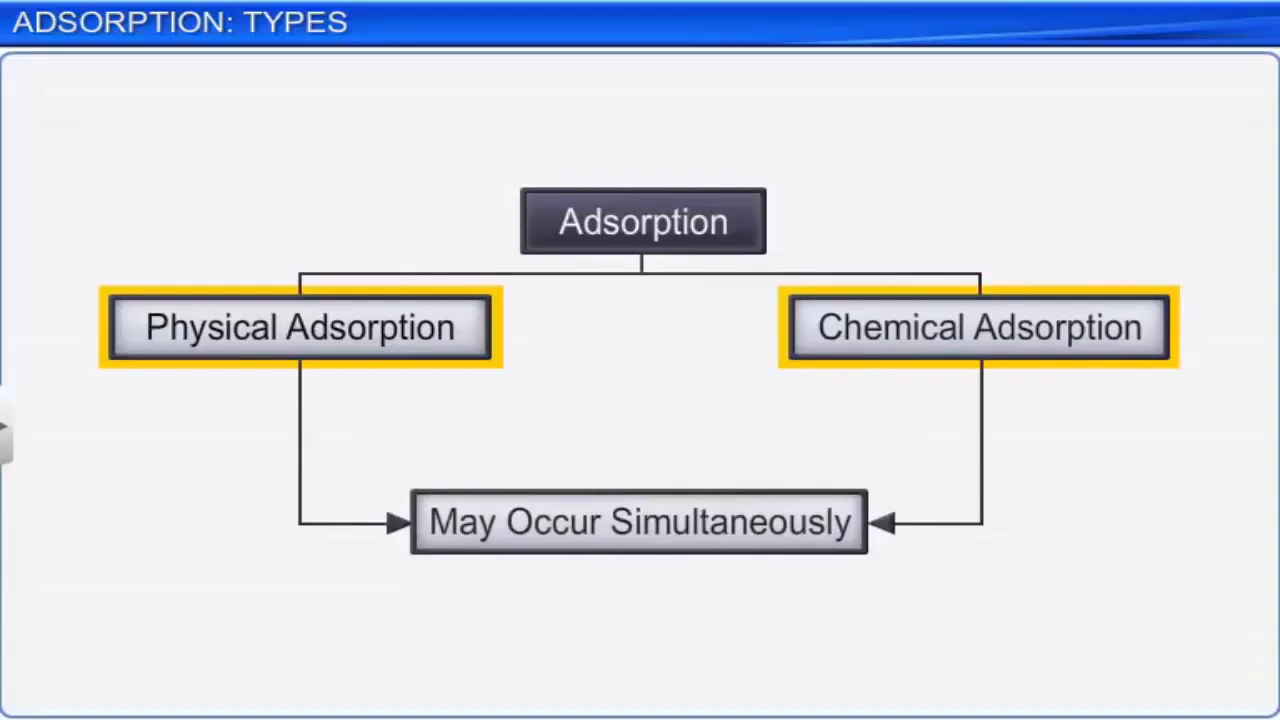 ADSORPTION: TYPES
Adsorption
Physical Adsorption
Chemical Adsorption
May Occur Simultaneously